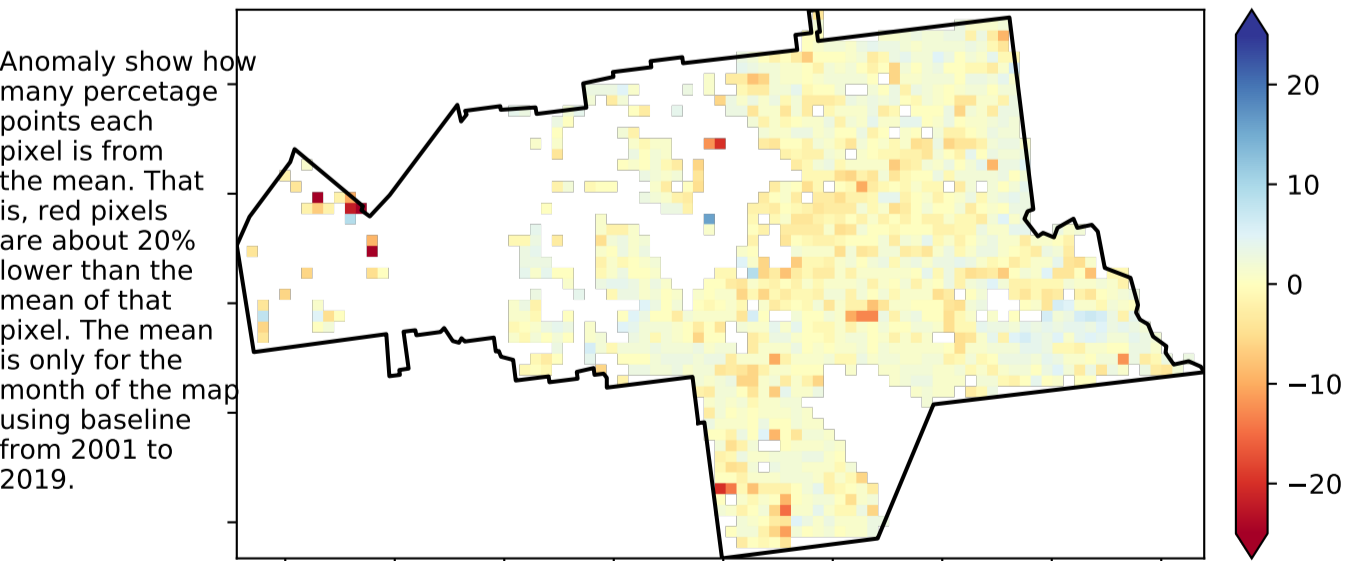 Anomaly show how
many percetage
points each
pixel is from
the mean. That
is, red pixels
are about 20%
lower than the
mean of that
pixel. The mean
is only for the
month of the map
using baseline
from 2001 to
2019.
20
10
0
−10
−20